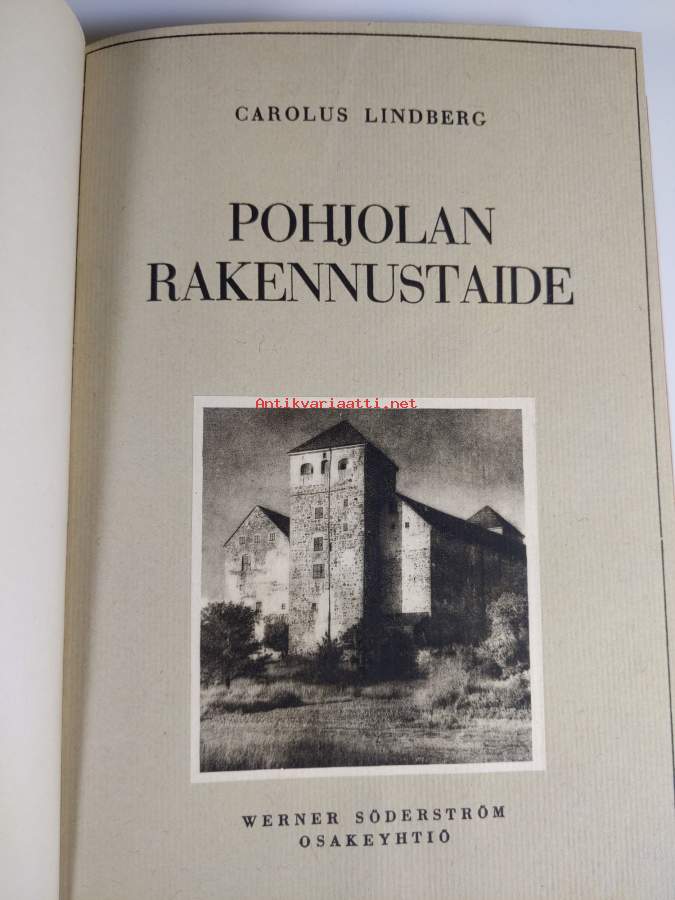 CAROLUS LINDBERG
POHJOLAN
RAKENNUSTAIDE
Antikvariaatti.net
WERNER SÖDERSTRÖM
OSAKEYHTIÖ